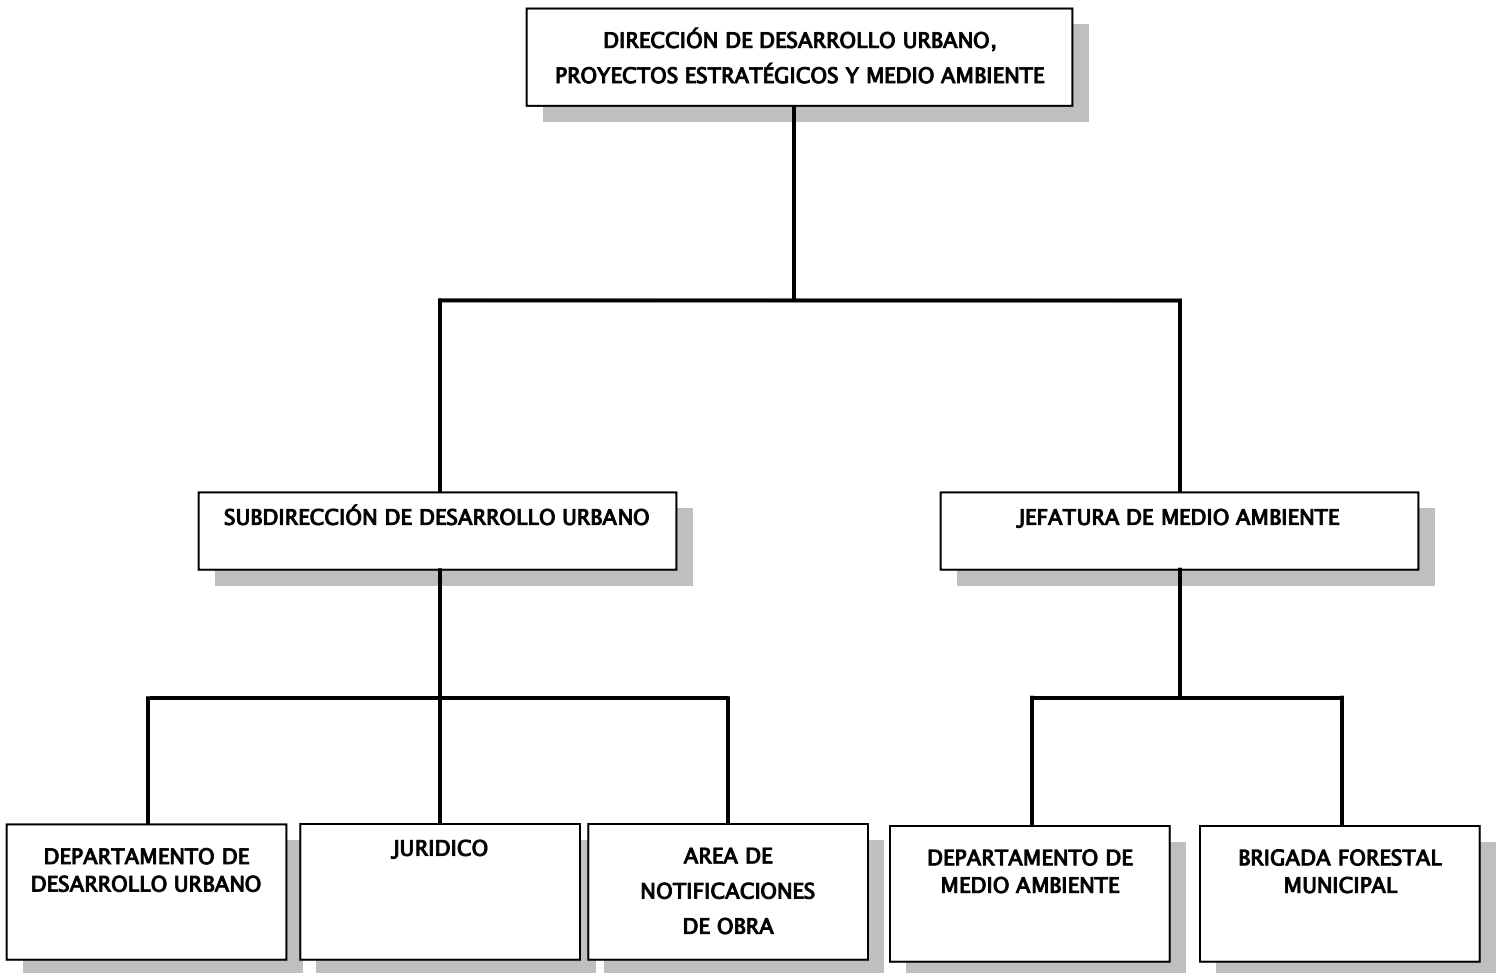 DIRECCIÓN DE DESARROLLO URBANO,
PROYECTOS ESTRATÉGICOS Y MEDIO AMBIENTE
SUBDIRECCIÓN DE DESARROLLO URBANO
JEFATURA DE MEDIO AMBIENTE
DEPARTAMENTO DE
DESARROLLO URBANO
JURIDICO
AREA DE
NOTIFICACIONES
DE OBRA
DEPARTAMENTO DE
MEDIO AMBIENTE
BRIGADA FORESTAL
MUNICIPAL